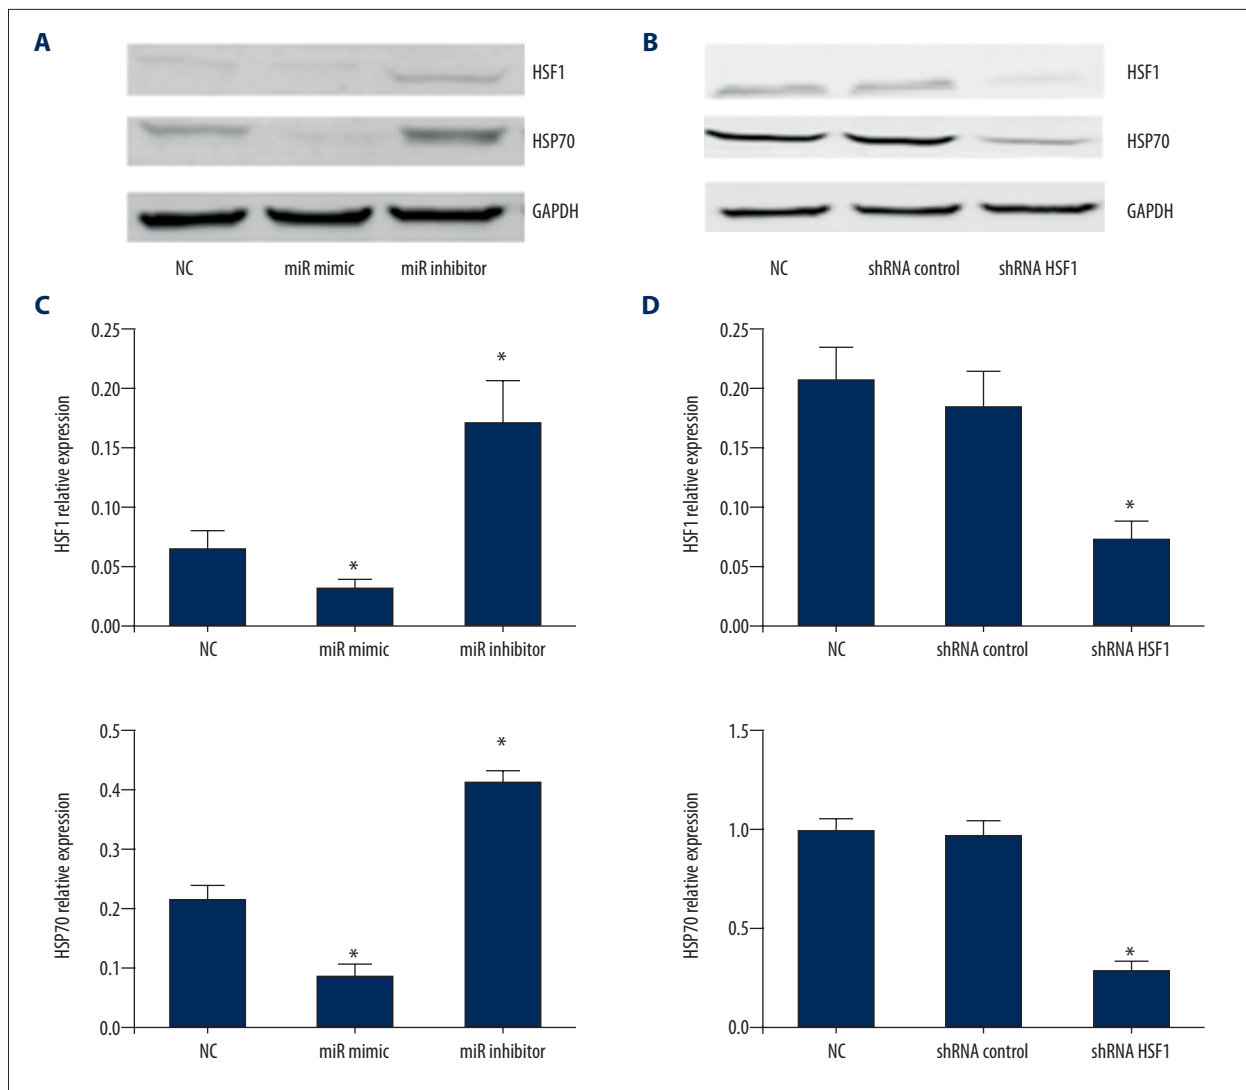 A
HSF1
HSP70
GAPDH
NC miR mimic miR inhibitor
B
HSF1
HSP70
GAPDH
NC shRNA control shRNA HSF1
C
HSF1 relative expression
0.25
0.20
0.15
0.10
0.05
0.00
*
*
NC miR mimic miR inhibitor
HSP70 relative expression
0.5
0.4
0.3
0.2
0.1
0.0
*
*
NC miR mimic miR inhibitor
D
HSF1 relative expression
0.25
0.20
0.15
0.10
0.05
0.00
*
NC shRNA control shRNA HSF1
HSP70 relative expression
1.5
1.0
0.5
0.0
*
NC shRNA control shRNA HSF1